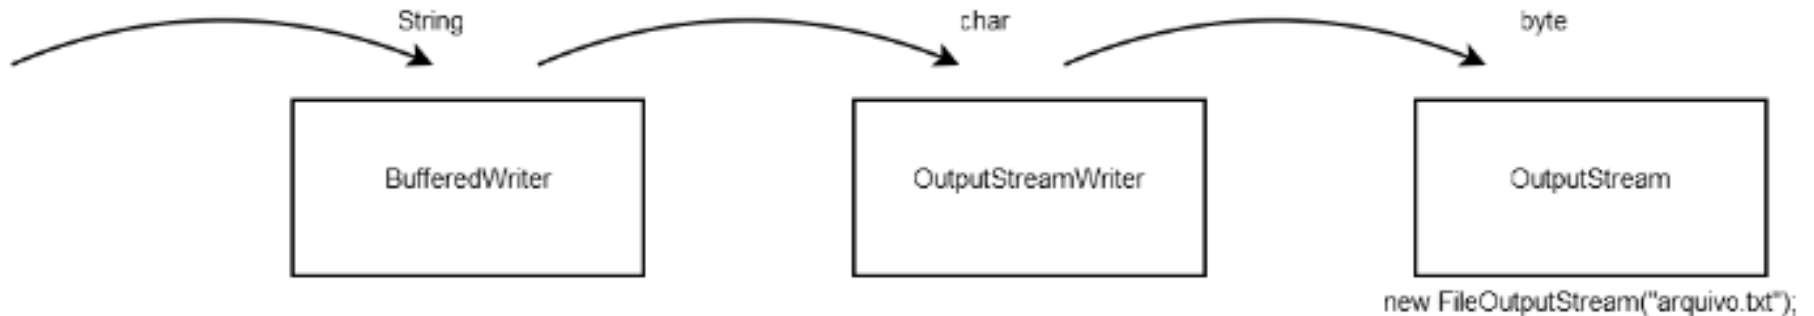 String
char
byte
BufferedWriter
OutputStreamWriter
OutputStream
new FileOutputStream("arquivo.txt");